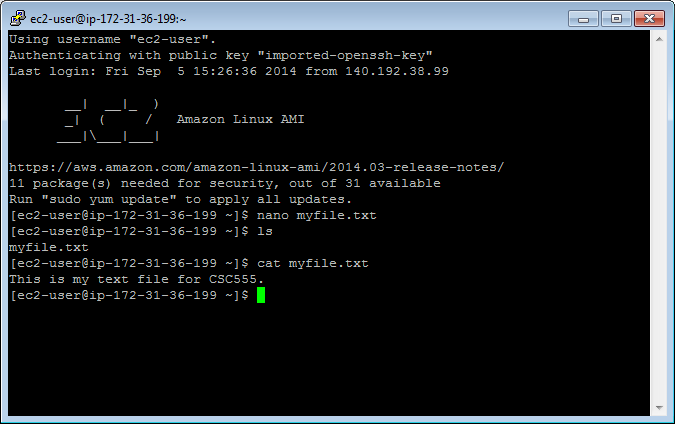 ec2-user@ip-172-31-36-199:~
Using username "ec2-user".
Authenticating with public key "imported-openssh-key"
Last login: Fri Sep  5 15:26:36 2014 from 140.192.38.99

       __|  __|_  )
       _|  (     /   Amazon Linux AMI
      ___|\___|___|

https://aws.amazon.com/amazon-linux-ami/2014.03-release-notes/
11 package(s) needed for security, out of 31 available
Run "sudo yum update" to apply all updates.
[ec2-user@ip-172-31-36-199 ~]$ nano myfile.txt
[ec2-user@ip-172-31-36-199 ~]$ ls
myfile.txt
[ec2-user@ip-172-31-36-199 ~]$ cat myfile.txt
This is my text file for CSC555.
[ec2-user@ip-172-31-36-199 ~]$